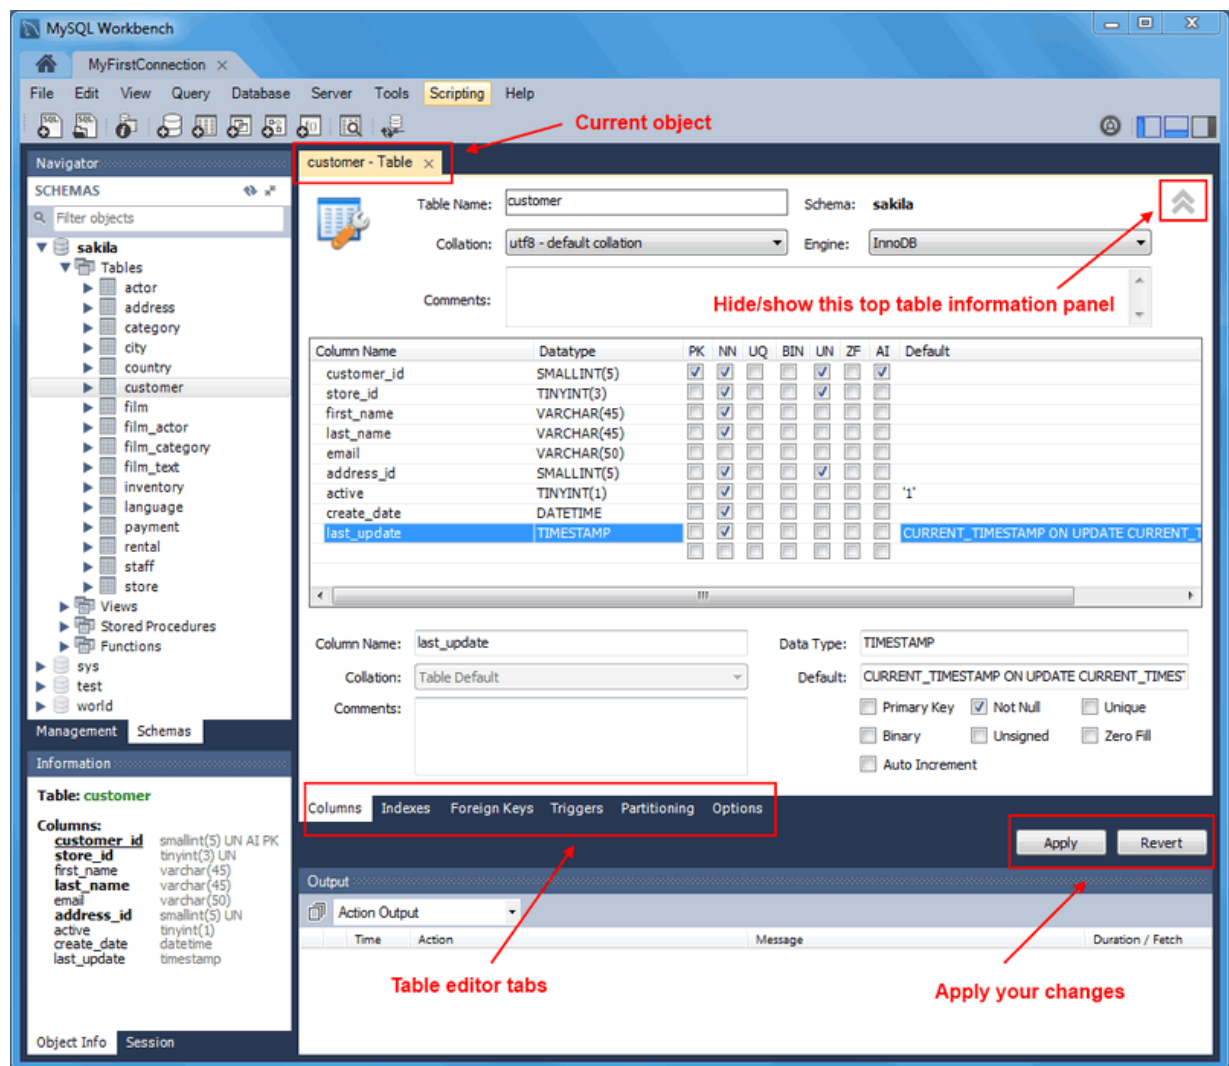 MySQL Workbench
MyFirstConnection
File Edit View Query Database Server Tools Scripting Help
Current object
Navigator
SCHEMAS
Filter objects
sakila
Tables
actor
address
category
city
country
customer
film
film_actor
film_category
film_text
inventory
language
payment
rental
staff
store
Views
Stored Procedures
Functions
sys
test
world
Management Schemas
Information
Table: customer
Columns:
customer_id smallint(5) UN AI PK
store_id tinyint(3) UN
first_name varchar(45)
last_name varchar(45)
email varchar(50)
address_id smallint(5) UN
active tinyint(1)
create_date datetime
last_update timestamp
Object Info Session
customer - Table
Table Name: customer Schema: sakila
Collation: utf8 - default collation Engine: InnoDB
Comments:
Hide/show this top table information panel
Column Name Datatype PK NN UQ BIN UN ZF AI Default
customer_id SMALLINT(5)
store_id TINYINT(3)
first_name VARCHAR(45)
last_name VARCHAR(45)
email VARCHAR(50)
address_id SMALLINT(5)
active TINYINT(1) '1'
create_date DATETIME
last_update TIMESTAMP CURRENT_TIMESTAMP ON UPDATE CURRENT_T
Column Name: last_update Data Type: TIMESTAMP
Collation: Table Default Default: CURRENT_TIMESTAMP ON UPDATE CURRENT_TIMEST
Comments: Primary Key Not Null Unique
Binary Unsigned Zero Fill
Auto Increment
Columns Indexes Foreign Keys Triggers Partitioning Options
Apply Revert
Output
Action Output
Time Action Message Duration / Fetch
Table editor tabs
Apply your changes